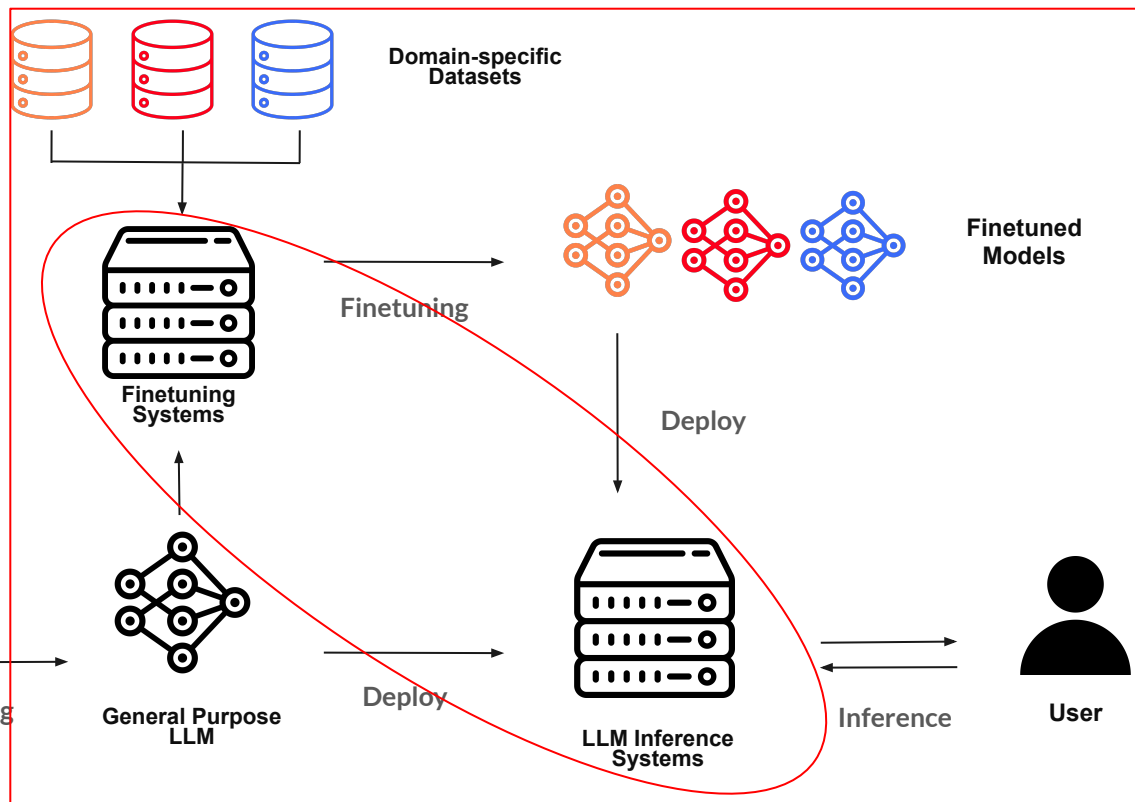 Domain-specific
Datasets
Finetuned
Models
Finetuning
Finetuning
Systems
Deploy
General Purpose
LLM
Deploy
LLM Inference
Systems
Inference
User
g